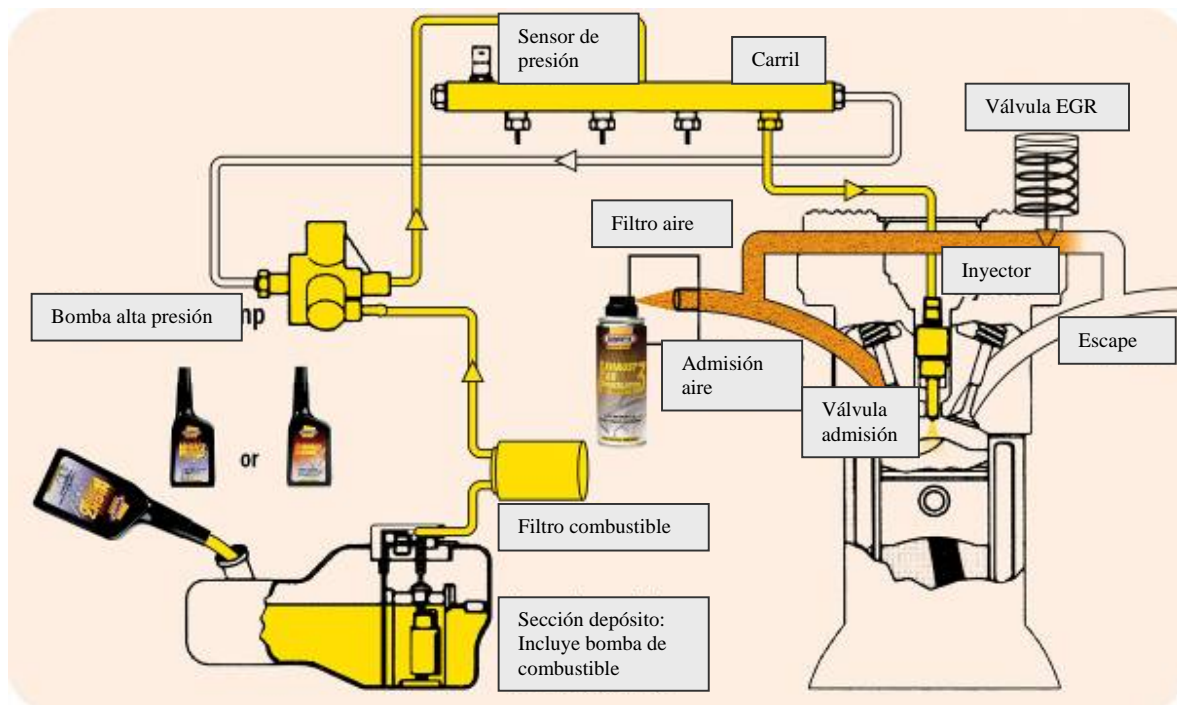 Sensor de
presión
Carril
Válvula EGR
Filtro aire
Inyector
Bomba alta presión
mp
Escape
Admisión
aire
Válvula
admisión
or
Filtro combustible
Sección depósito:
Incluye bomba de
combustible